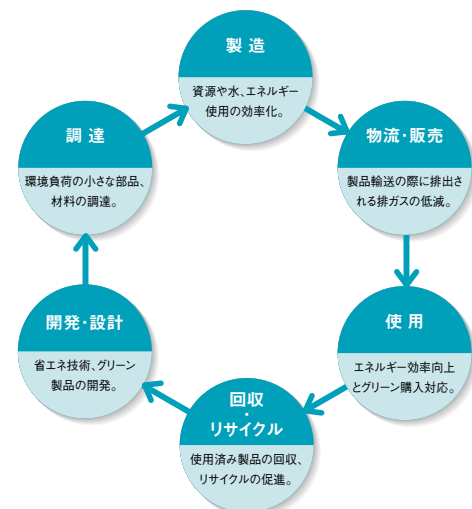 製造
資源や水、エネルギー
使用の効率化。
物流・販売
製品輸送の際に排出さ
れる排ガスの低減。
使用
エネルギー効率向上
とグリーン購入対応。
回収
・
リサイクル
使用済み製品の回収、
リサイクルの促進。
開発・設計
省エネ技術、グリーン
製品の開発。
調達
環境負荷の小さな部品、
材料の調達。